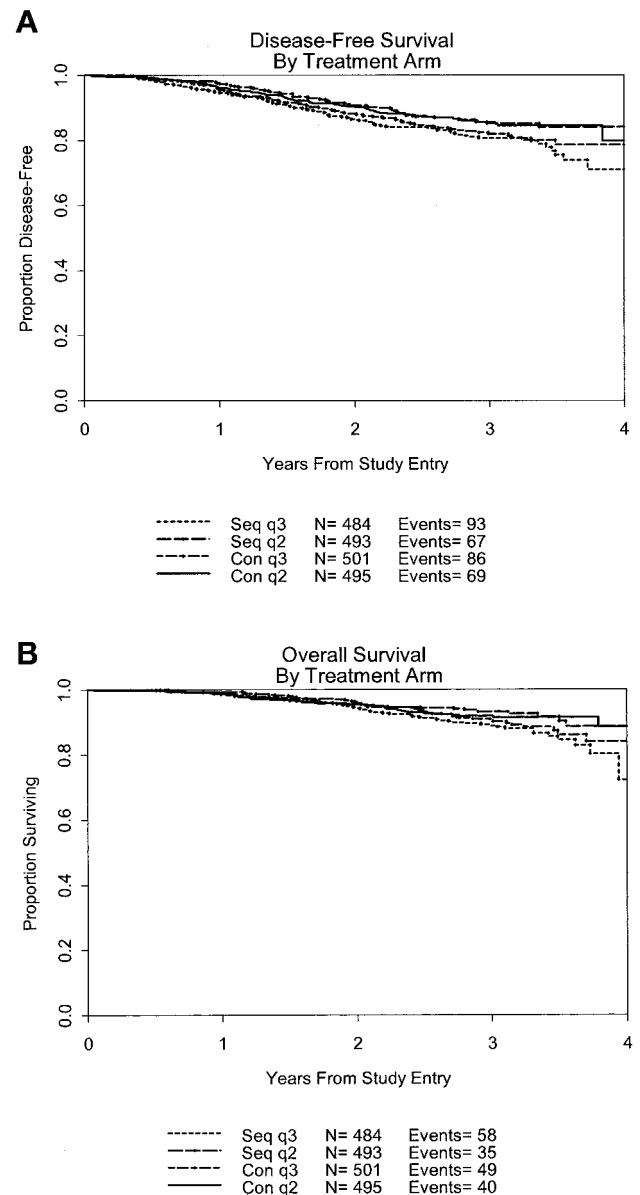 A
Disease-Free Survival
By Treatment Arm
Proportion Disease-Free
1.0
0.8
0.6
0.4
0.2
0.0
0 1 2 3 4
Years From Study Entry
Seq q3 N= 484 Events= 93
Seq q2 N= 493 Events= 67
Con q3 N= 501 Events= 86
Con q2 N= 495 Events= 69
B
Overall Survival
By Treatment Arm
Proportion Surviving
1.0
0.8
0.6
0.4
0.2
0.0
0 1 2 3 4
Years From Study Entry
Seq q3 N= 484 Events= 58
Seq q2 N= 493 Events= 35
Con q3 N= 501 Events= 49
Con q2 N= 495 Events= 40